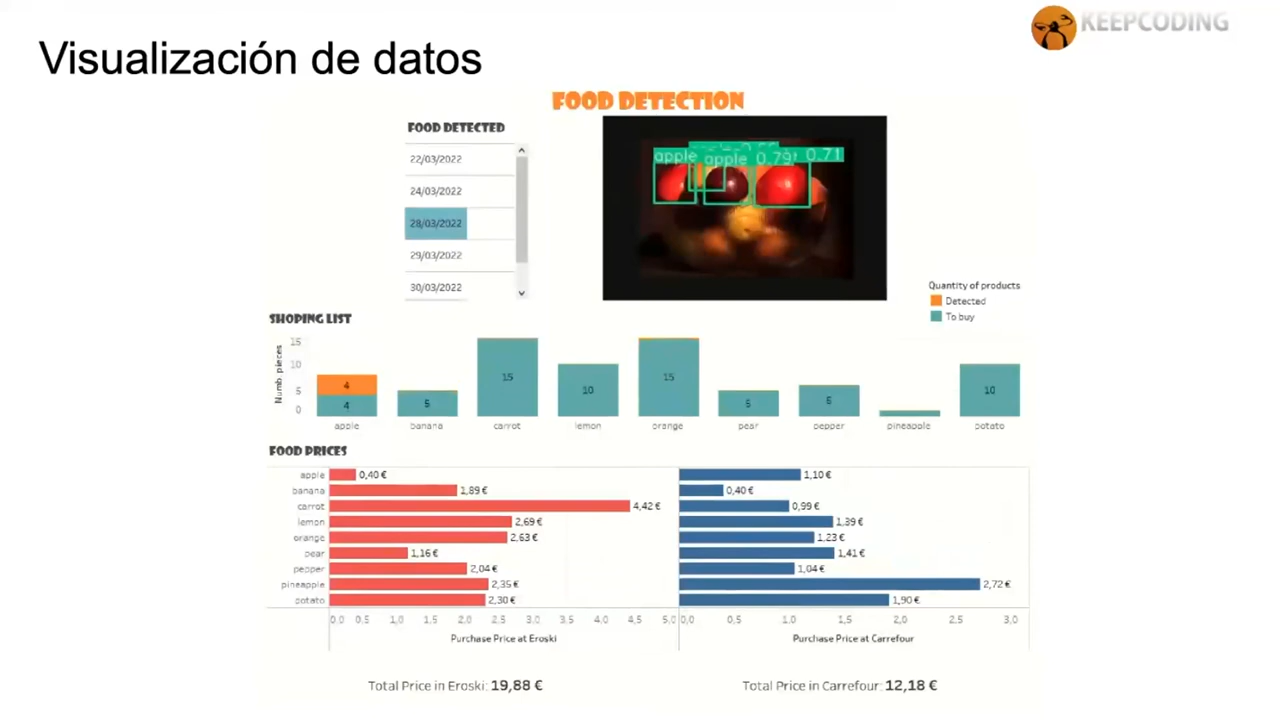 KEEPCODING
Visualización de datos
FOOD DETECTION
FOOD DETECTED
22/03/2022
24/03/2022
28/03/2022
29/03/2022
30/03/2022
apple
apple 0.79
0.71
Quantity of products
Detected
To buy
SHOPING LIST
Numb. pieces
15
10
5
0
4
4
5
15
10
15
5
6
10
apple banana carrot lemon orange pear pepper pineapple potato
FOOD PRICES
apple 0,40 € 1,10 €
banana 1,89 € 0,40 €
carrot 4,42 € 0,99 €
lemon 2,69 € 1,39 €
orange 2,63 € 1,23 €
pear 1,16 € 1,41 €
pepper 2,04 € 1,04 €
pineapple 2,35 € 2,72 €
potato 2,30 € 1,90 €
0,0 0,5 1,0 1,5 2,0 2,5 3,0 3,5 4,0 4,5 5,0 0,0 0,5 1,0 1,5 2,0 2,5 3,0
Purchase Price at Eroski Purchase Price at Carrefour
Total Price in Eroski: 19,88 € Total Price in Carrefour: 12,18 €